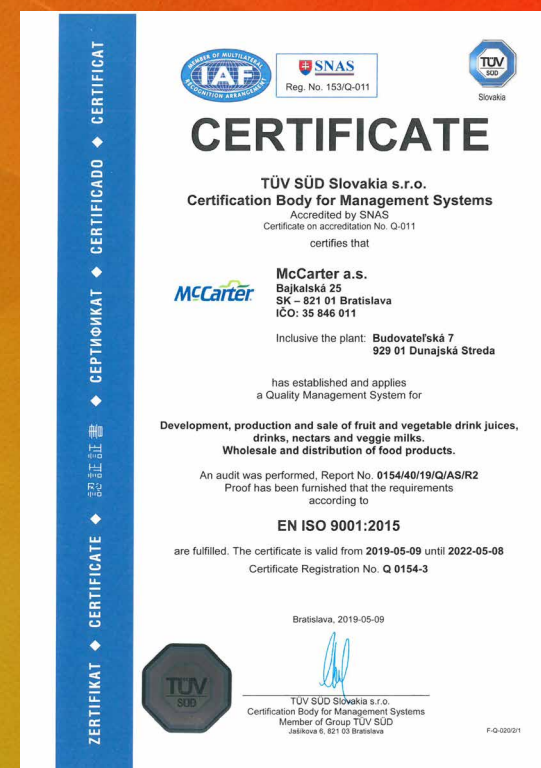 MEMBER OF MULTILATERAL
RECOGNITION ARRANGEMENT
IAF
SNAS
Reg. No. 153/Q-011
TÜV
SÜD
Slovakia
CERTIFICATE
TÜV SÜD Slovakia s.r.o.
Certification Body for Management Systems
Accredited by SNAS
Certificate on accreditation No. Q-011
certifies that
McCarter
McCarter a.s.
Bajkalská 25
SK – 821 01 Bratislava
IČO: 35 846 011
Inclusive the plant: Budovateľská 7
929 01 Dunajská Streda
has established and applies
a Quality Management System for
Development, production and sale of fruit and vegetable drink juices,
drinks, nectars and veggie milks.
Wholesale and distribution of food products.
An audit was performed, Report No. 0154/40/19/Q/AS/R2
Proof has been furnished that the requirements
according to
EN ISO 9001:2015
are fulfilled. The certificate is valid from 2019-05-09 until 2022-05-08
Certificate Registration No. Q 0154-3
Bratislava, 2019-05-09
TÜV SÜD Slovakia s.r.o.
Certification Body for Management Systems
Member of Group TÜV SÜD
Jašíkova 6, 821 03 Bratislava
F-Q-020/2/1
TÜV
SÜD
ZERTIFIKAT ◆ CERTIFICATE ◆ 認証証書 ◆ СЕРТИФИКАТ ◆ CERTIFICADO ◆ CERTIFICAT